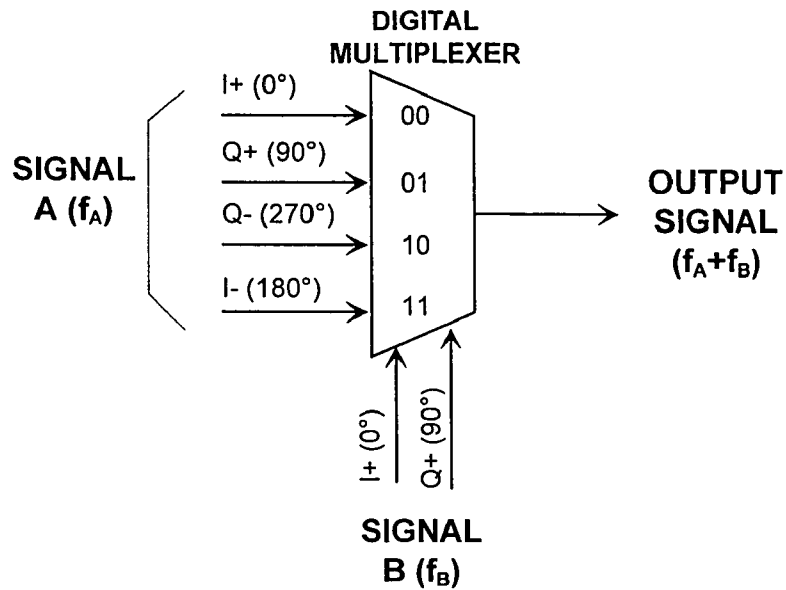 DIGITAL
MULTIPLEXER
I+ (0°)
00
Q+ (90°)
01
SIGNAL
A (fA)
Q- (270°)
10
I- (180°)
11
OUTPUT
SIGNAL
(fA+fB)
I+ (0°)
Q+ (90°)
SIGNAL
B (fB)